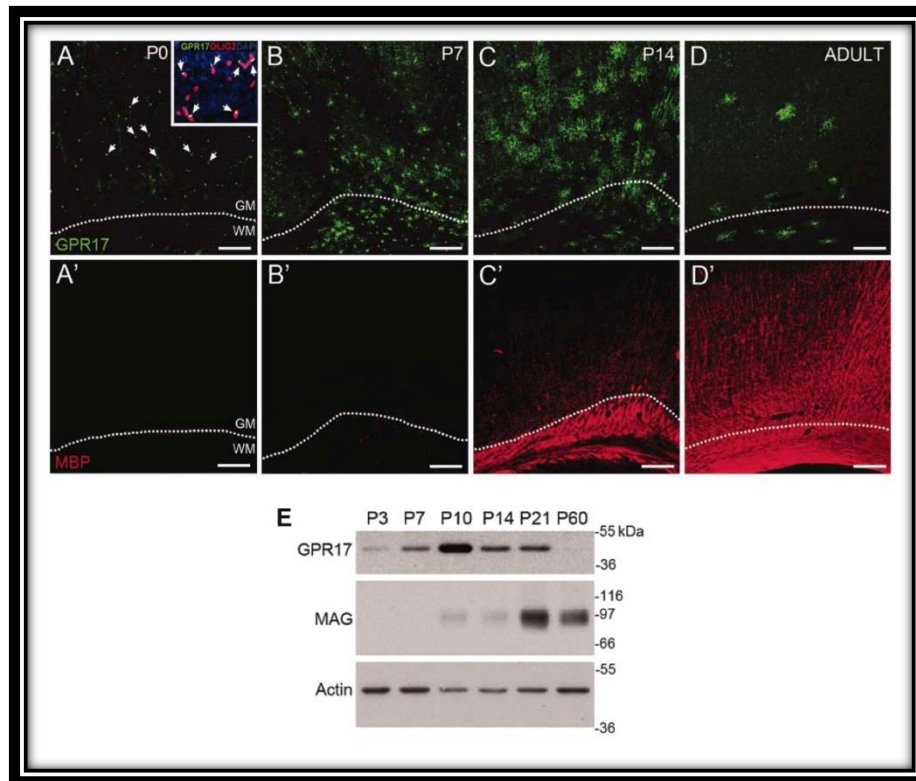 A P0
GPR17OLIG2DAPI
GM
WM
GPR17
B P7
C P14
D ADULT
A'
GM
WM
MBP
B'
C'
D'
E P3 P7 P10 P14 P21 P60
GPR17
-55 kDa
-36
MAG
-116
-97
-66
Actin
-55
-36